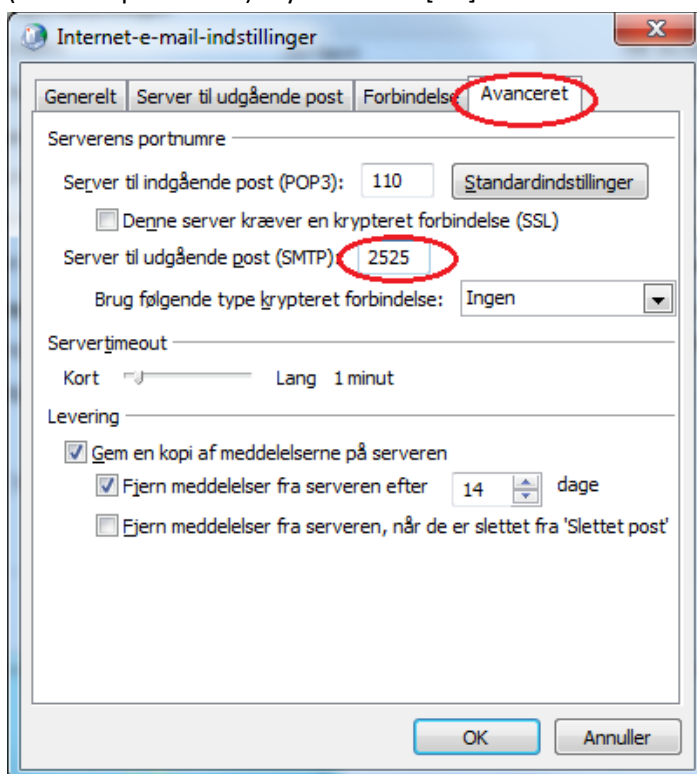 Internet-e-mail-indstillinger
Generelt Server til udgående post Forbindelse Avanceret
Serverens portnumre
Server til indgående post (POP3): 110 Standardindstillinger
Denne server kræver en krypteret forbindelse (SSL)
Server til udgående post (SMTP): 2525
Brug følgende type krypteret forbindelse: Ingen
Servertimeout
Kort Lang 1 minut
Levering
Gem en kopi af meddelelserne på serveren
Fjern meddelelser fra serveren efter 14 dage
Fjern meddelelser fra serveren, når de er slettet fra 'Slettet post'
OK Annuller